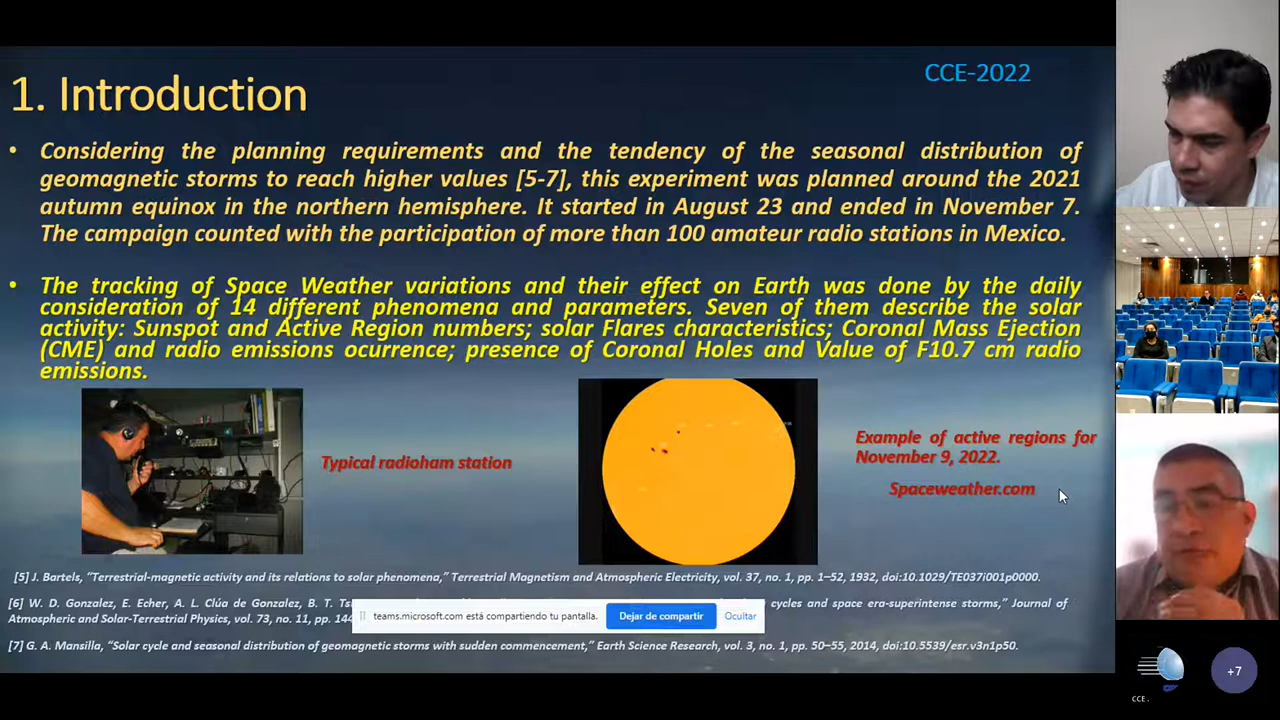 CCE-2022
1. Introduction
• Considering the planning requirements and the tendency of the seasonal distribution of
geomagnetic storms to reach higher values [5-7], this experiment was planned around the 2021
autumn equinox in the northern hemisphere. It started in August 23 and ended in November 7.
The campaign counted with the participation of more than 100 amateur radio stations in Mexico.
• The tracking of Space Weather variations and their effect on Earth was done by the daily
consideration of 14 different phenomena and parameters. Seven of them describe the solar
activity: Sunspot and Active Region numbers; solar Flares characteristics; Coronal Mass Ejection
(CME) and radio emissions ocurrence; presence of Coronal Holes and Value of F10.7 cm radio
emissions.
Typical radioham station
Example of active regions for
November 9, 2022.
Spaceweather.com
[5] J. Bartels, “Terrestrial-magnetic activity and its relations to solar phenomena,” Terrestrial Magnetism and Atmospheric Electricity, vol. 37, no. 1, pp. 1–52, 1932, doi:10.1029/TE037i001p0000.
[6] W. D. Gonzalez, E. Echer, A. L. Clúa de Gonzalez, B. T. cycles and space era-superintense storms,” Journal of
Atmospheric and Solar-Terrestrial Physics, vol. 73, no. 11, pp.
teams.microsoft.com está compartiendo tu pantalla. Dejar de compartir Ocultar
[7] G. A. Mansilla, “Solar cycle and seasonal distribution of geomagnetic storms with sudden commencement,” Earth Science Research, vol. 3, no. 1, pp. 50–55, 2014, doi:10.5539/esr.v3n1p50.
+7
CCE.